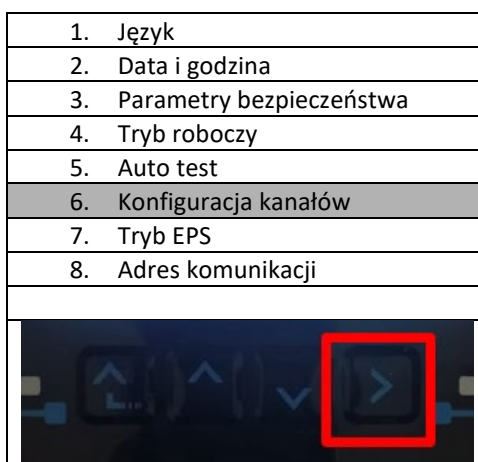 1. Język
2. Data i godzina
3. Parametry bezpieczeństwa
4. Tryb roboczy
5. Auto test
6. Konfiguracja kanałów
7. Tryb EPS
8. Adres komunikacji